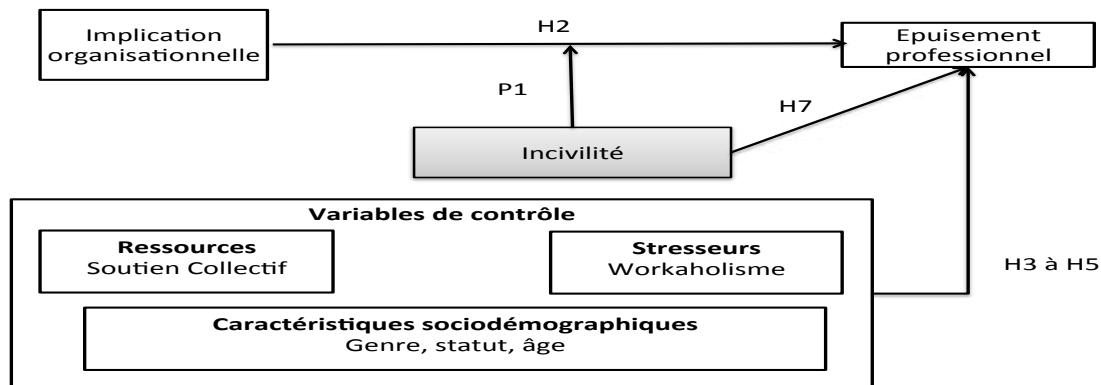 Implication
organisationnelle
H2
Epuisement
professionnel
P1
H7
Incivilité
Variables de contrôle
Ressources
Soutien Collectif
Stresseurs
Workaholisme
H3 à H5
Caractéristiques sociodémographiques
Genre, statut, âge